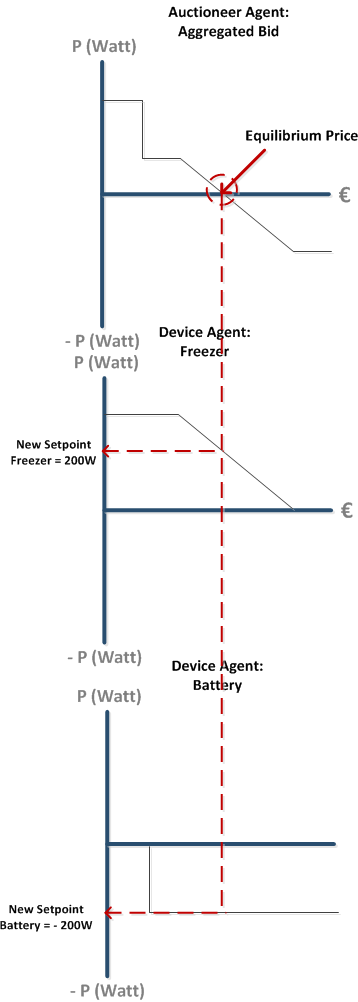 Auctioneer Agent:
Aggregated Bid
P (Watt)
Equilibrium Price
€
- P (Watt)
Device Agent:
Freezer
P (Watt)
New Setpoint
Freezer = 200W
€
- P (Watt)
Device Agent:
Battery
P (Watt)
New Setpoint
Battery = - 200W
- P (Watt)